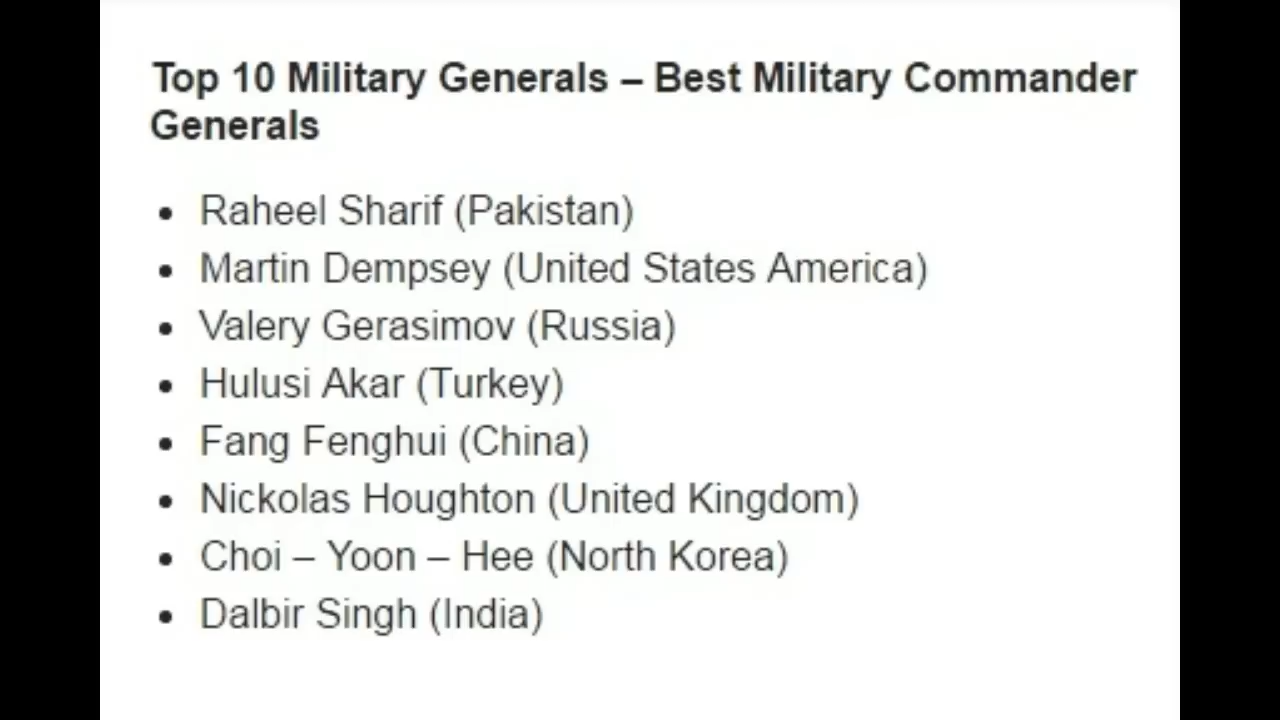 Top 10 Military Generals – Best Military Commander
Generals
• Raheel Sharif (Pakistan)
• Martin Dempsey (United States America)
• Valery Gerasimov (Russia)
• Hulusi Akar (Turkey)
• Fang Fenghui (China)
• Nickolas Houghton (United Kingdom)
• Choi – Yoon – Hee (North Korea)
• Dalbir Singh (India)